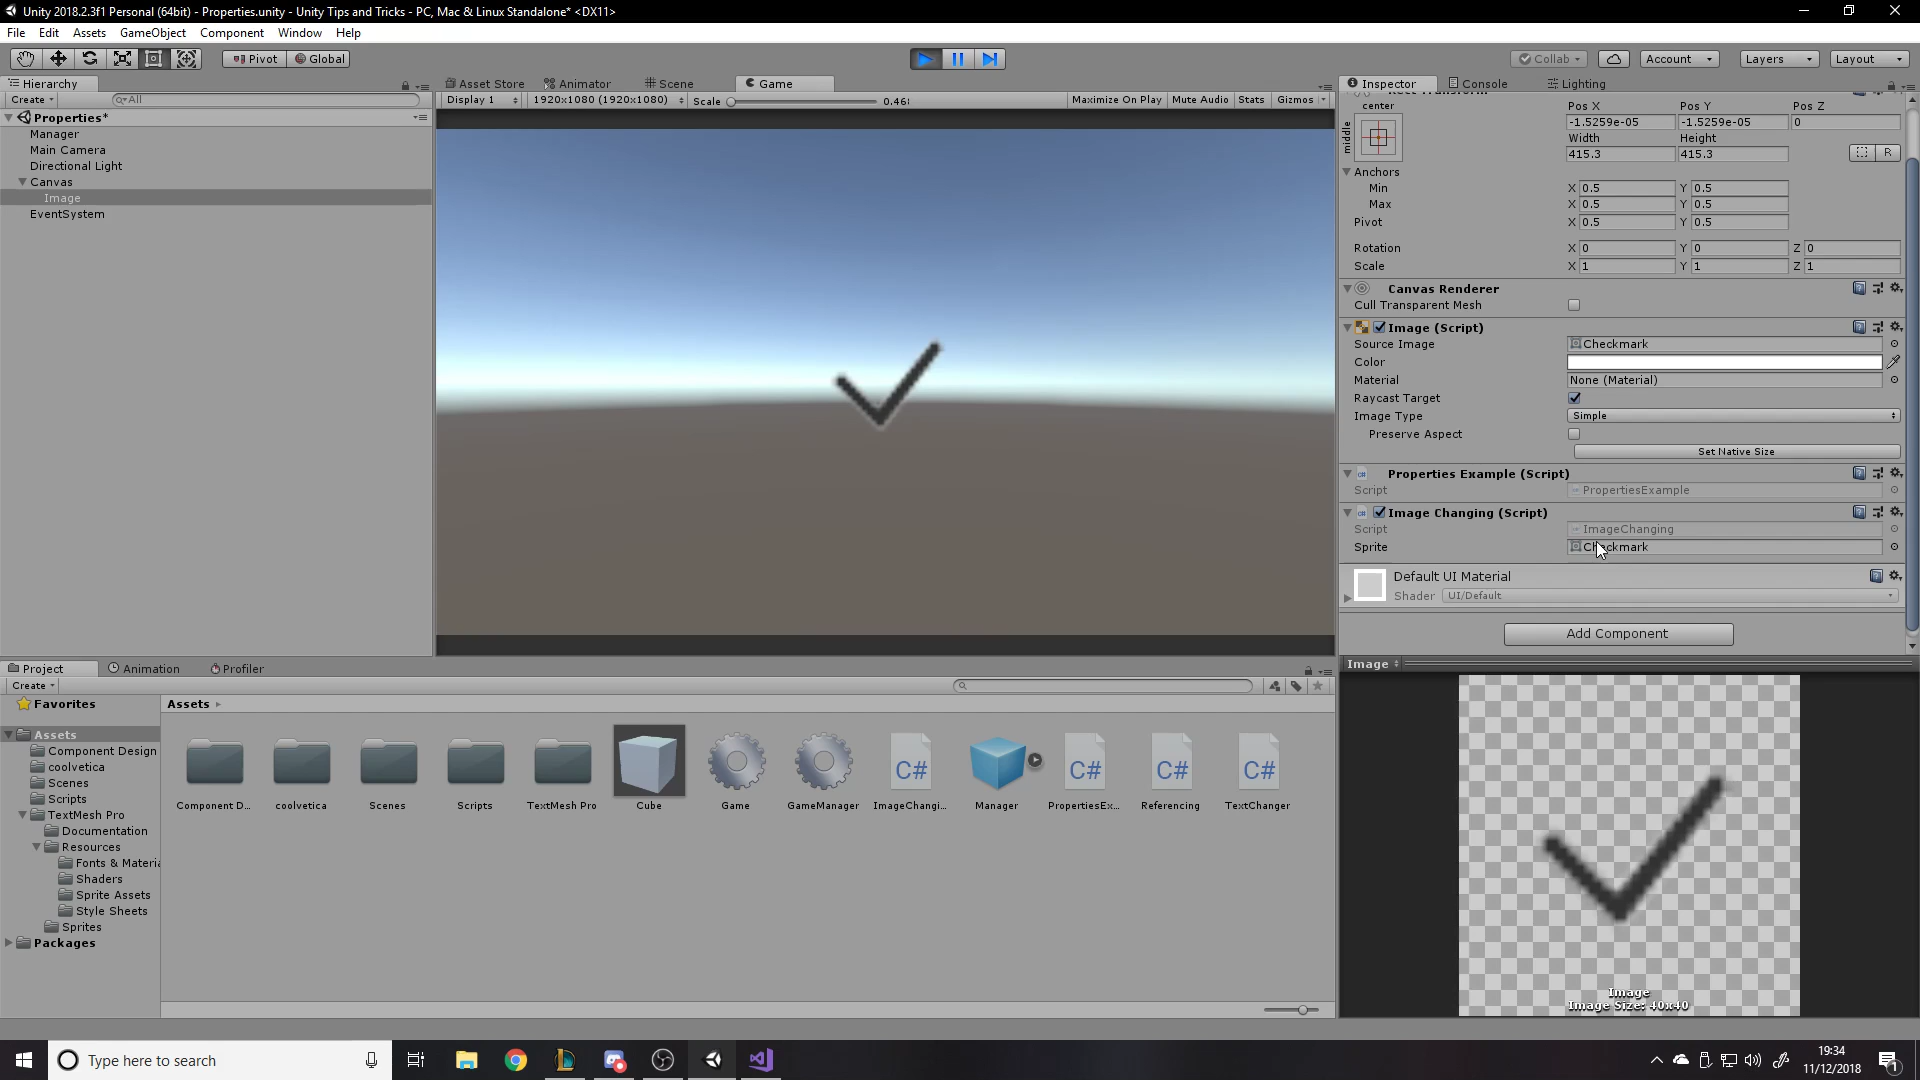 Unity 2018.2.3f1 Personal (64bit) - Properties.unity - Unity Tips and Tricks - PC, Mac & Linux Standalone* <DX11>
File Edit Assets GameObject Component Window Help
Pivot Global Collab Account Layers Layout
Hierarchy
Create All
Properties*
Manager
Main Camera
Directional Light
Canvas
Image
EventSystem
Asset Store Animator Scene Game
Display 1 1920x1080 (1920x1080) Scale Maximize On Play Mute Audio Stats Gizmos
Inspector Console Lighting
center Pos X Pos Y Pos Z
middle -1.5259e-05 -1.5259e-05 0
Width Height
415.3 415.3 R
Anchors
Min X 0.5 Y 0.5
Max X 0.5 Y 0.5
Pivot X 0.5 Y 0.5
Rotation X 0 Y 0 Z 0
Scale X 1 Y 1 Z 1
Canvas Renderer
Cull Transparent Mesh
Image (Script)
Source Image Checkmark
Color
Material None (Material)
Raycast Target
Image Type Simple
Preserve Aspect
Set Native Size
Properties Example (Script)
Script PropertiesExample
Image Changing (Script)
Script ImageChanging
Sprite Checkmark
Default UI Material
Shader UI/Default
Add Component
Image
Image
Image Size: 40x40
Project Animation Profiler
Create
Favorites
Assets
Component Design
coolvetica
Scenes
Scripts
TextMesh Pro
Documentation
Resources
Fonts & Materia
Shaders
Sprite Assets
Style Sheets
Sprites
Packages
Assets
C# C# C# C#
Component D... coolvetica Scenes Scripts TextMesh Pro Cube Game GameManager ImageChangi... Manager PropertiesEx... Referencing TextChanger
Type here to search
19:34
11/12/2018
1